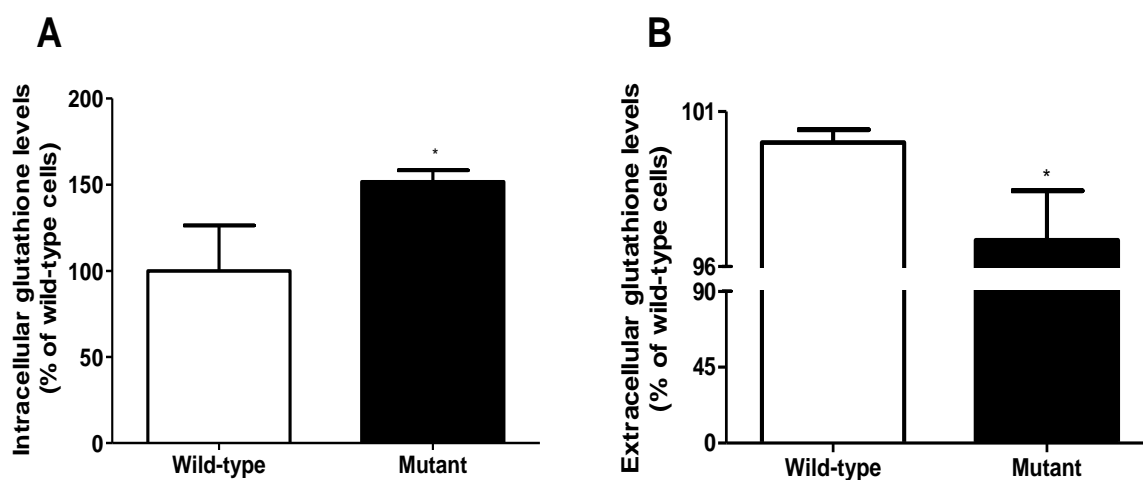 A
Intracellular glutathione levels
(% of wild-type cells)
200
150
100
50
0
*
Wild-type
Mutant
B
Extracellular glutathione levels
(% of wild-type cells)
101
96
90
45
0
*
Wild-type
Mutant